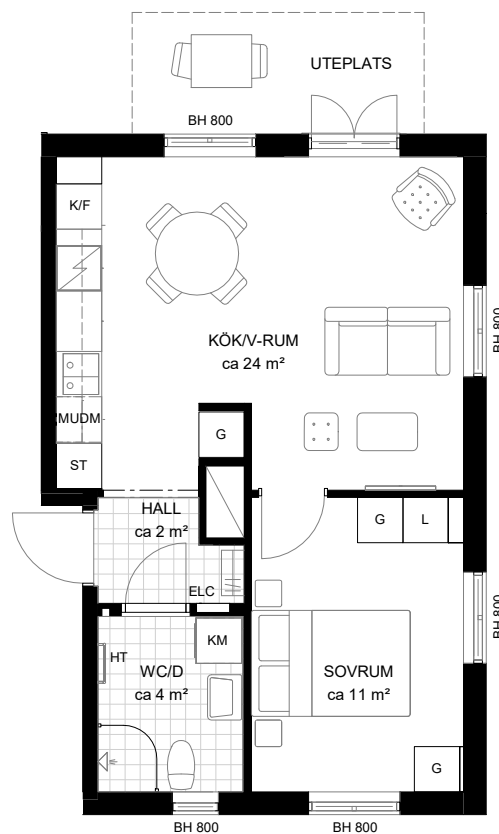 UTEPLATS
BH 800
K/F
KÖK/V-RUM
ca 24 m²
BH 800
MUDM
ST
G
HALL
ca 2 m²
G
L
ELC
BH 800
KM
HT
WC/D
ca 4 m²
SOVRUM
ca 11 m²
G
BH 800
BH 800